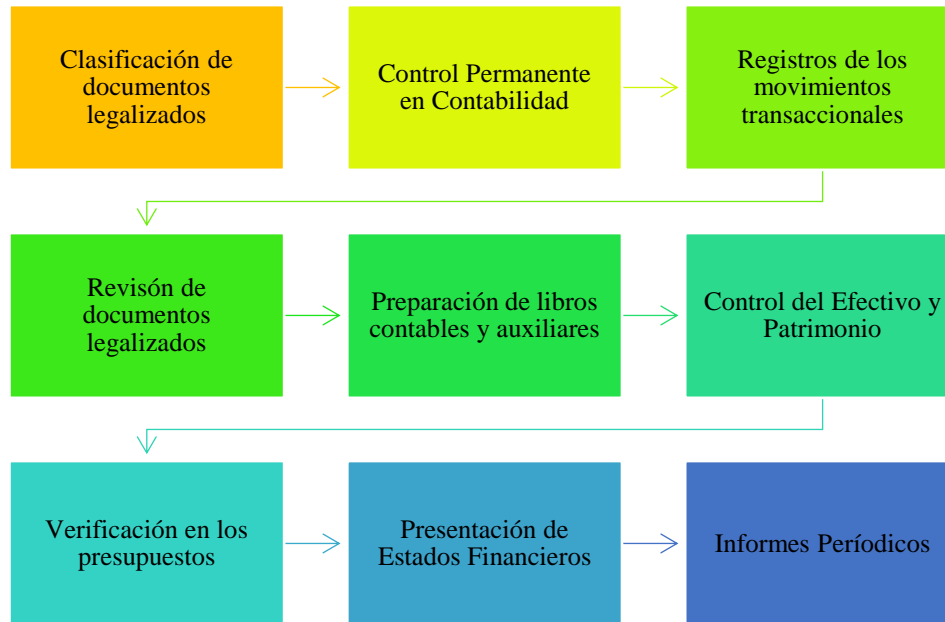 Clasificación de
documentos
legalizados
Control Permanente
en Contabilidad
Registros de los
movimientos
transaccionales
Revisón de
documentos
legalizados
Preparación de libros
contables y auxiliares
Control del Efectivo y
Patrimonio
Verificación en los
presupuestos
Presentación de
Estados Financieros
Informes Períodicos